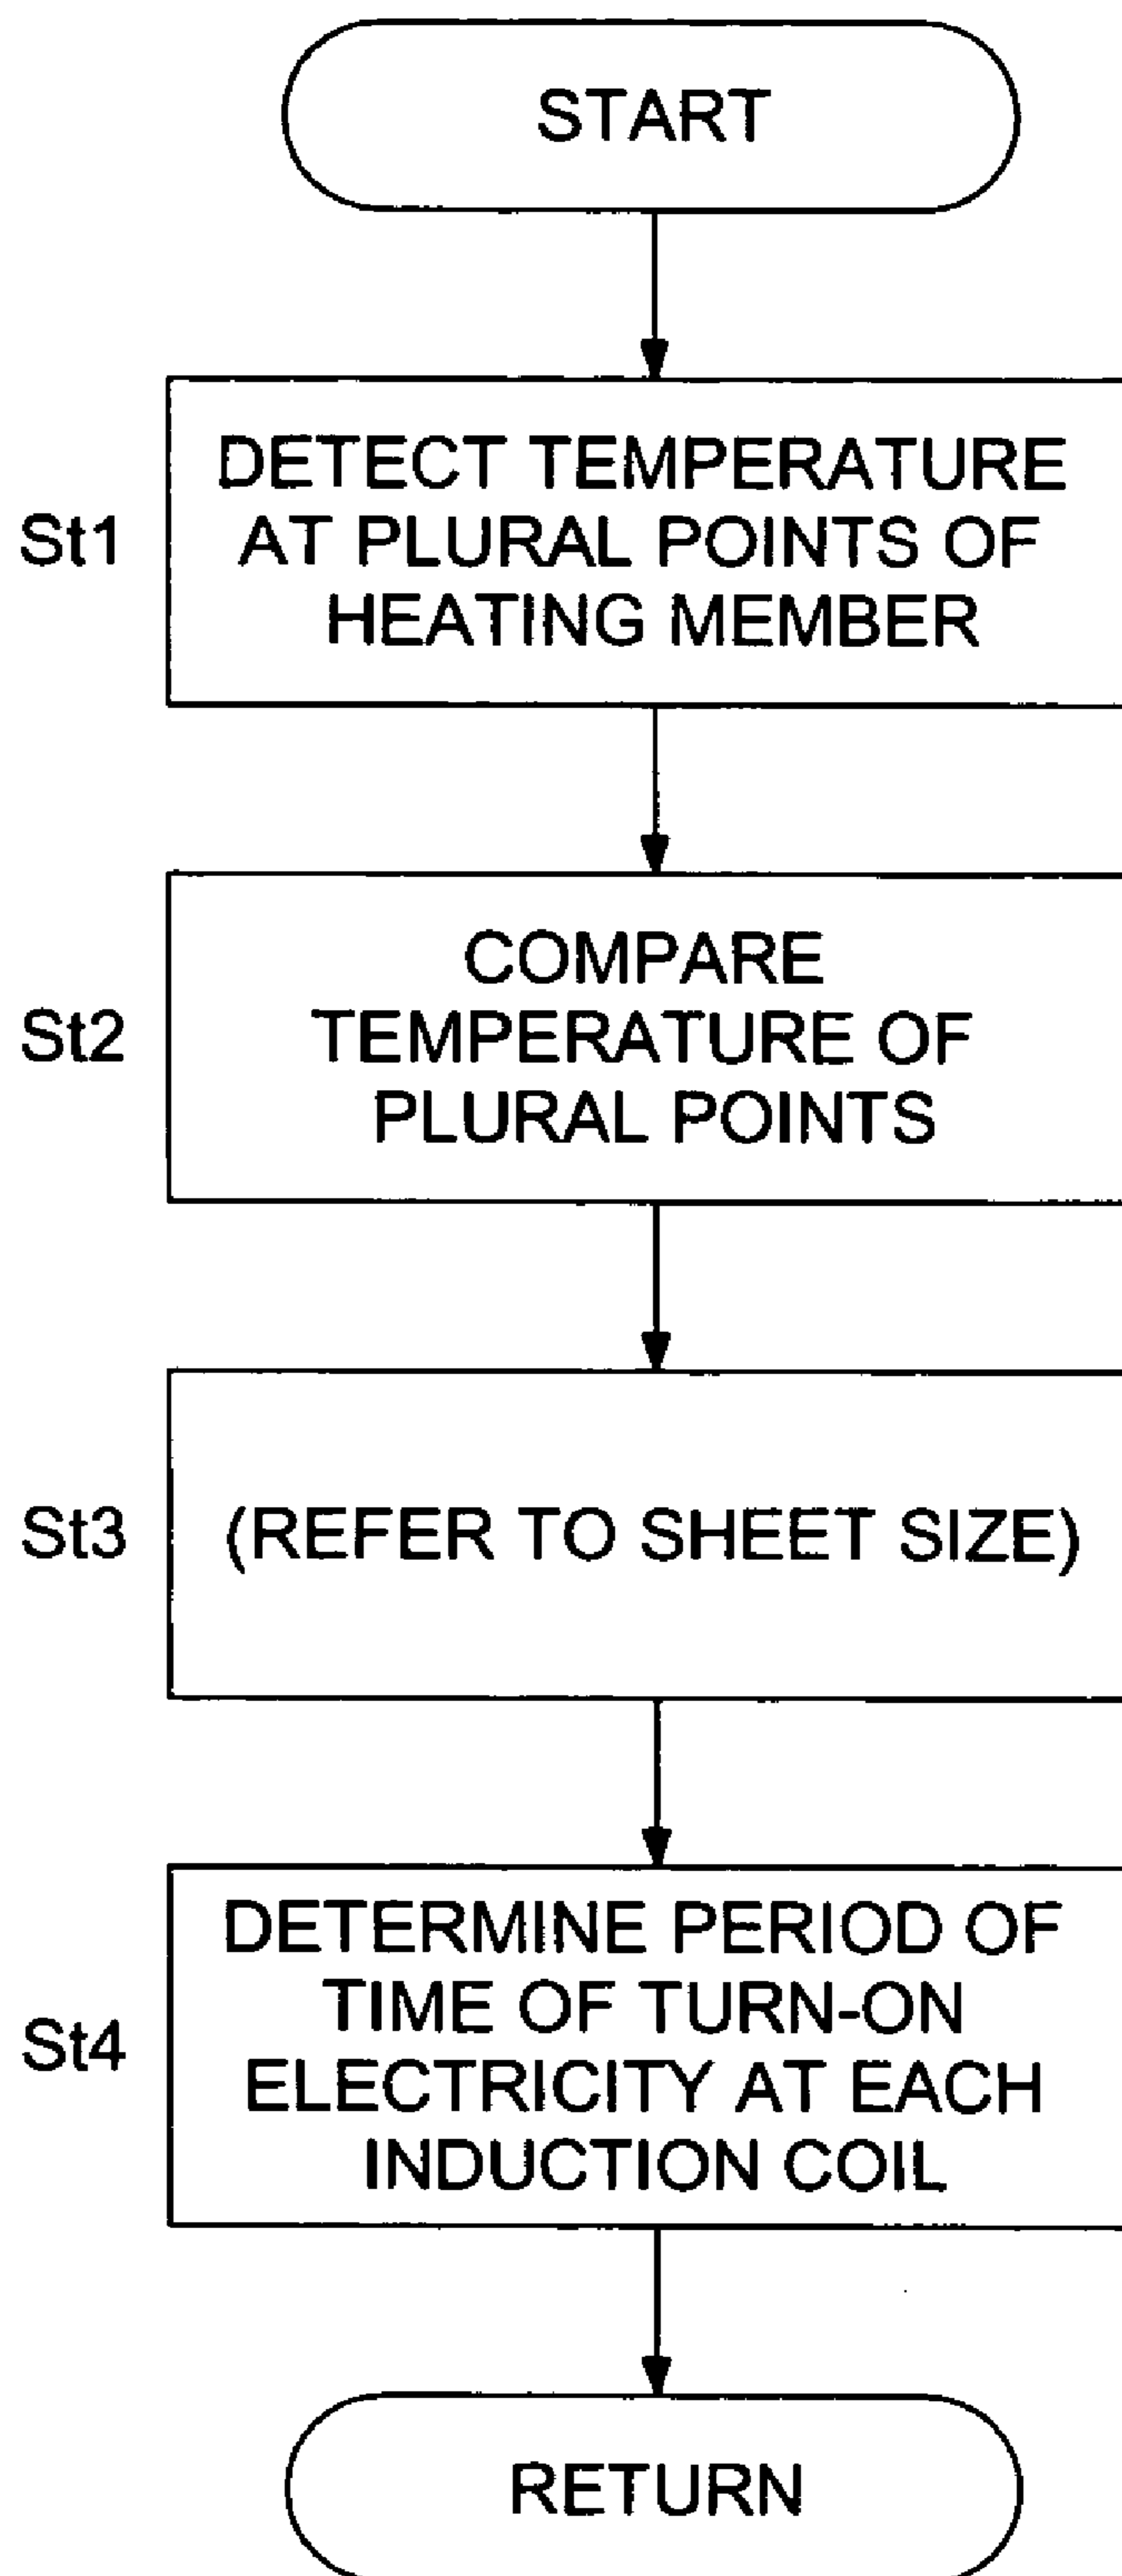 START
St1
DETECT TEMPERATURE
AT PLURAL POINTS OF
HEATING MEMBER
St2
COMPARE
TEMPERATURE OF
PLURAL POINTS
St3
(REFER TO SHEET SIZE)
St4
DETERMINE PERIOD OF
TIME OF TURN-ON
ELECTRICITY AT EACH
INDUCTION COIL
RETURN